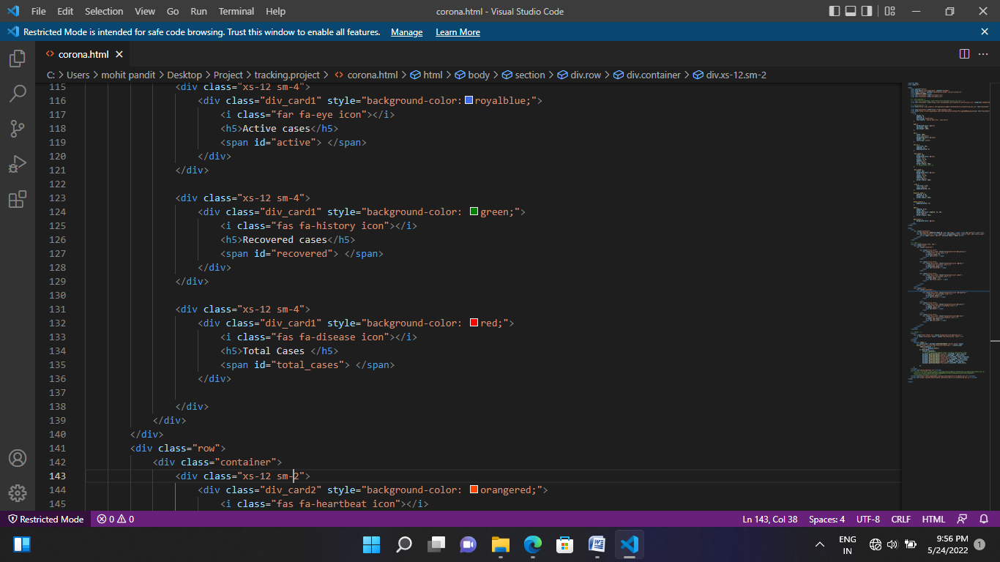 File Edit Selection View Go Run Terminal Help corona.html - Visual Studio Code
Restricted Mode is intended for safe code browsing. Trust this window to enable all features. Manage Learn More
corona.html
C: > Users > mohit pandit > Desktop > Project > tracking.project > corona.html > html > body > section > div.row > div.container > div.xs-12.sm-2
115 <div class="xs-12 sm-4">
116 <div class="div_card1" style="background-color: royalblue;">
117 <i class="far fa-eye icon"></i>
118 <h5>Active cases</h5>
119 <span id="active"> </span>
120 </div>
121 </div>
122
123 <div class="xs-12 sm-4">
124 <div class="div_card1" style="background-color: green;">
125 <i class="fas fa-history icon"></i>
126 <h5>Recovered cases</h5>
127 <span id="recovered"> </span>
128 </div>
129 </div>
130
131 <div class="xs-12 sm-4">
132 <div class="div_card1" style="background-color: red;">
133 <i class="fas fa-disease icon"></i>
134 <h5>Total Cases </h5>
135 <span id="total_cases"> </span>
136 </div>
137
138 </div>
139 </div>
140 </div>
141 <div class="row">
142 <div class="container">
143 <div class="xs-12 sm-2">
144 <div class="div_card2" style="background-color: orangered;">
145 <i class="fas fa-heartbeat icon"></i>
Restricted Mode 0 0 Ln 143, Col 38 Spaces: 4 UTF-8 CRLF HTML
ENG IN 9:56 PM 5/24/2022 1